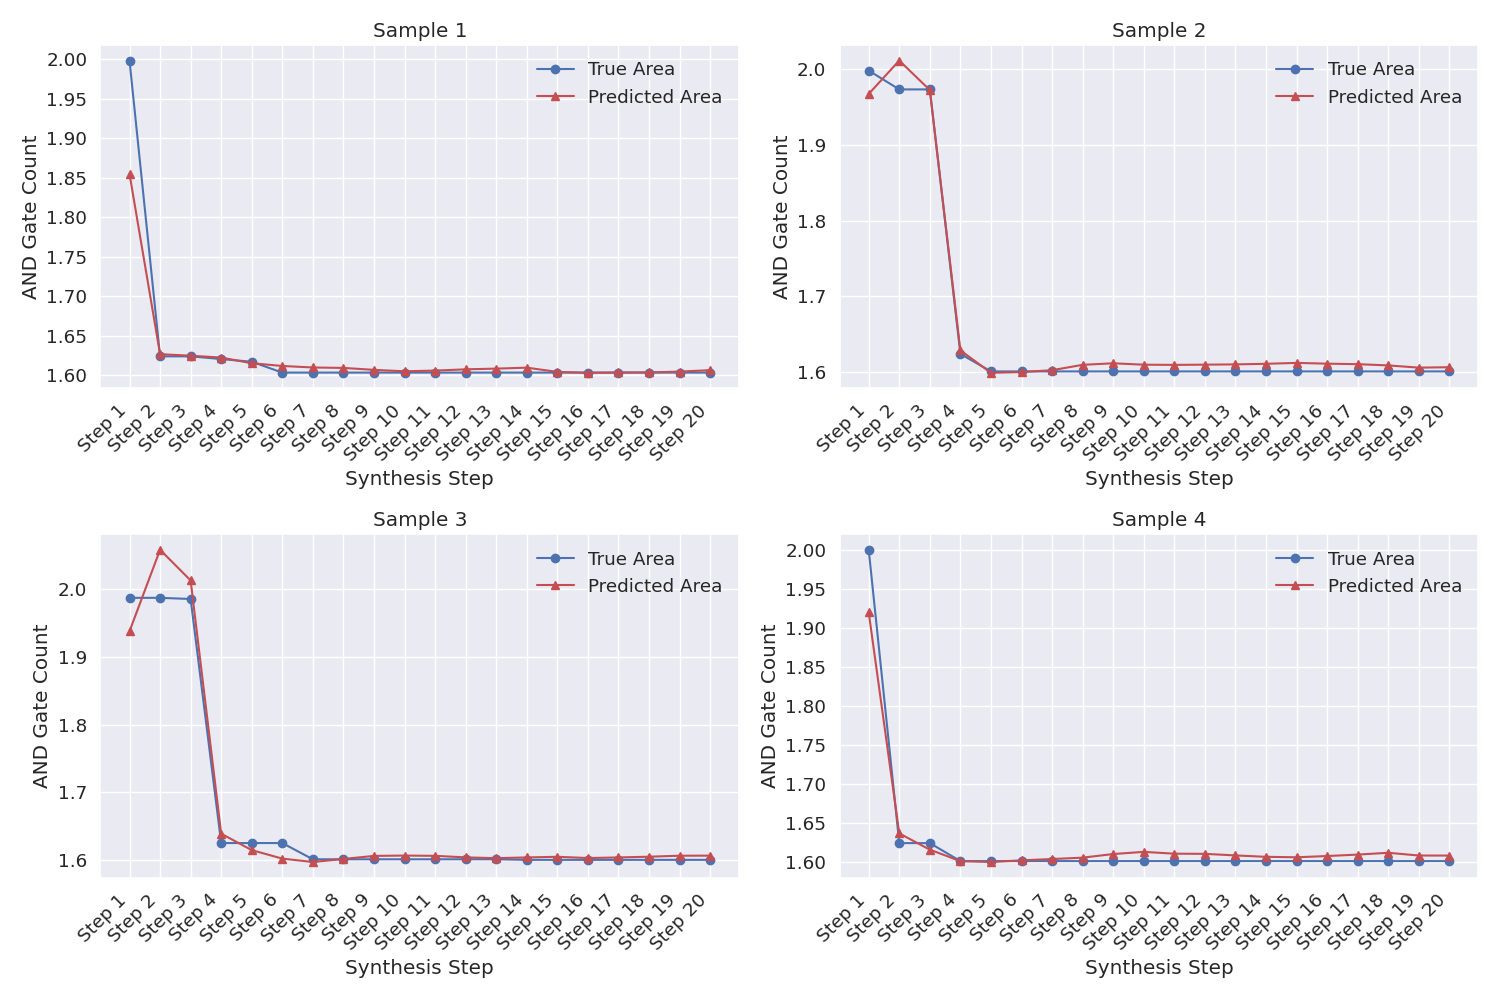 Sample 1
AND Gate Count
2.00
1.95
1.90
1.85
1.80
1.75
1.70
1.65
1.60
True Area
Predicted Area
Step 1
Step 2
Step 3
Step 4
Step 5
Step 6
Step 7
Step 8
Step 9
Step 10
Step 11
Step 12
Step 13
Step 14
Step 15
Step 16
Step 17
Step 18
Step 19
Step 20
Synthesis Step
Sample 2
AND Gate Count
2.0
1.9
1.8
1.7
1.6
True Area
Predicted Area
Step 1
Step 2
Step 3
Step 4
Step 5
Step 6
Step 7
Step 8
Step 9
Step 10
Step 11
Step 12
Step 13
Step 14
Step 15
Step 16
Step 17
Step 18
Step 19
Step 20
Synthesis Step
Sample 3
AND Gate Count
2.0
1.9
1.8
1.7
1.6
True Area
Predicted Area
Step 1
Step 2
Step 3
Step 4
Step 5
Step 6
Step 7
Step 8
Step 9
Step 10
Step 11
Step 12
Step 13
Step 14
Step 15
Step 16
Step 17
Step 18
Step 19
Step 20
Synthesis Step
Sample 4
AND Gate Count
2.00
1.95
1.90
1.85
1.80
1.75
1.70
1.65
1.60
True Area
Predicted Area
Step 1
Step 2
Step 3
Step 4
Step 5
Step 6
Step 7
Step 8
Step 9
Step 10
Step 11
Step 12
Step 13
Step 14
Step 15
Step 16
Step 17
Step 18
Step 19
Step 20
Synthesis Step